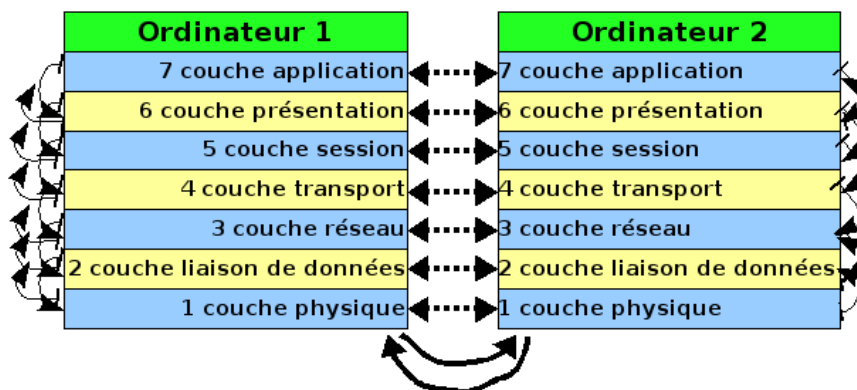 Ordinateur 1
7 couche application
6 couche présentation
5 couche session
4 couche transport
3 couche réseau
2 couche liaison de données
1 couche physique
Ordinateur 2
7 couche application
6 couche présentation
5 couche session
4 couche transport
3 couche réseau
2 couche liaison de données
1 couche physique